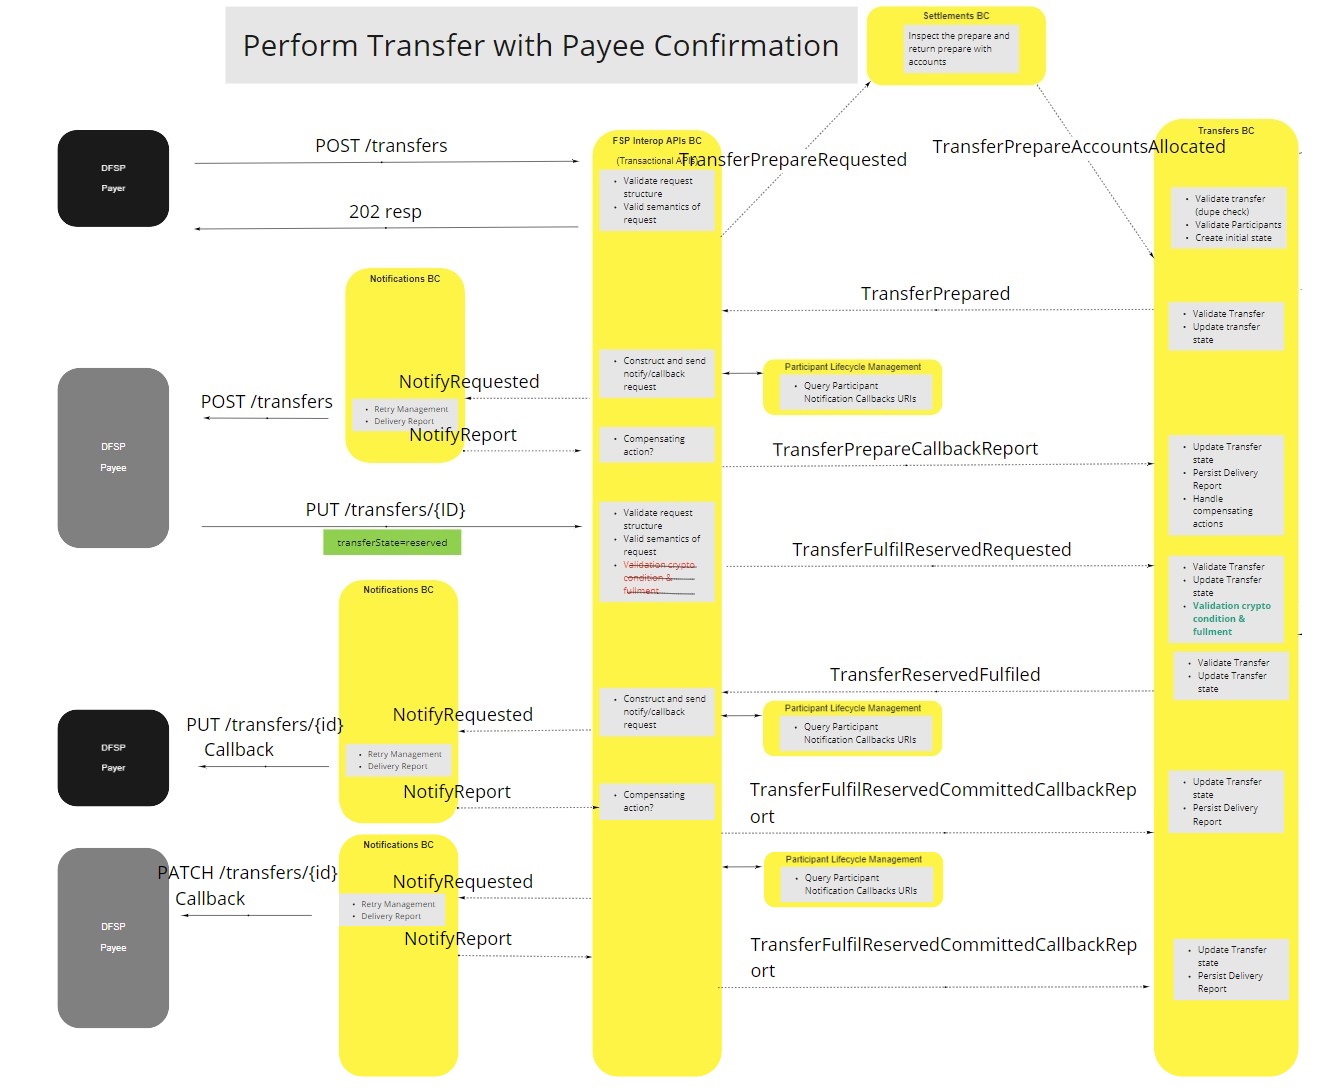 Perform Transfer with Payee Confirmation
Settlements BC
Inspect the prepare and
return prepare with
accounts
DFSP
Payer
POST /transfers
202 resp
FSP Interop APIs BC
(Transactional APIs)
TransferPrepareRequested
Validate request
structure
Valid semantics of
request
TransferPrepareAccountsAllocated
Transfers BC
Validate transfer
(dupe check)
Validate Participants
Create initial state
Notifications BC
TransferPrepared
Validate Transfer
Update transfer
state
Construct and send
notify/callback
request
Participant Lifecycle Management
Query Participant
Notification Callbacks URIs
NotifyRequested
POST /transfers
Retry Management
Delivery Report
NotifyReport
DFSP
Payee
Compensating
action?
TransferPrepareCallbackReport
Update Transfer
state
Persist Delivery
Report
Handle
compensating
actions
PUT /transfers/{ID}
transferState=reserved
Validate request
structure
Valid semantics of
request
Validation crypto
condition &
fullment
TransferFulfilReservedRequested
Validate Transfer
Update Transfer
state
Validation crypto
condition &
fullment
Notifications BC
Validate Transfer
Update Transfer
state
TransferReservedFulfiled
Construct and send
notify/callback
request
Participant Lifecycle Management
Query Participant
Notification Callbacks URIs
NotifyRequested
PUT /transfers/{id}
Callback
DFSP
Payer
Retry Management
Delivery Report
NotifyReport
Compensating
action?
TransferFulfilReservedCommittedCallbackRep
ort
Update Transfer
state
Persist Delivery
Report
Notifications BC
Participant Lifecycle Management
Query Participant
Notification Callbacks URIs
PATCH /transfers/{id}
Callback
NotifyRequested
Retry Management
Delivery Report
NotifyReport
DFSP
Payee
TransferFulfilReservedCommittedCallbackRep
ort
Update Transfer
state
Persist Delivery
Report